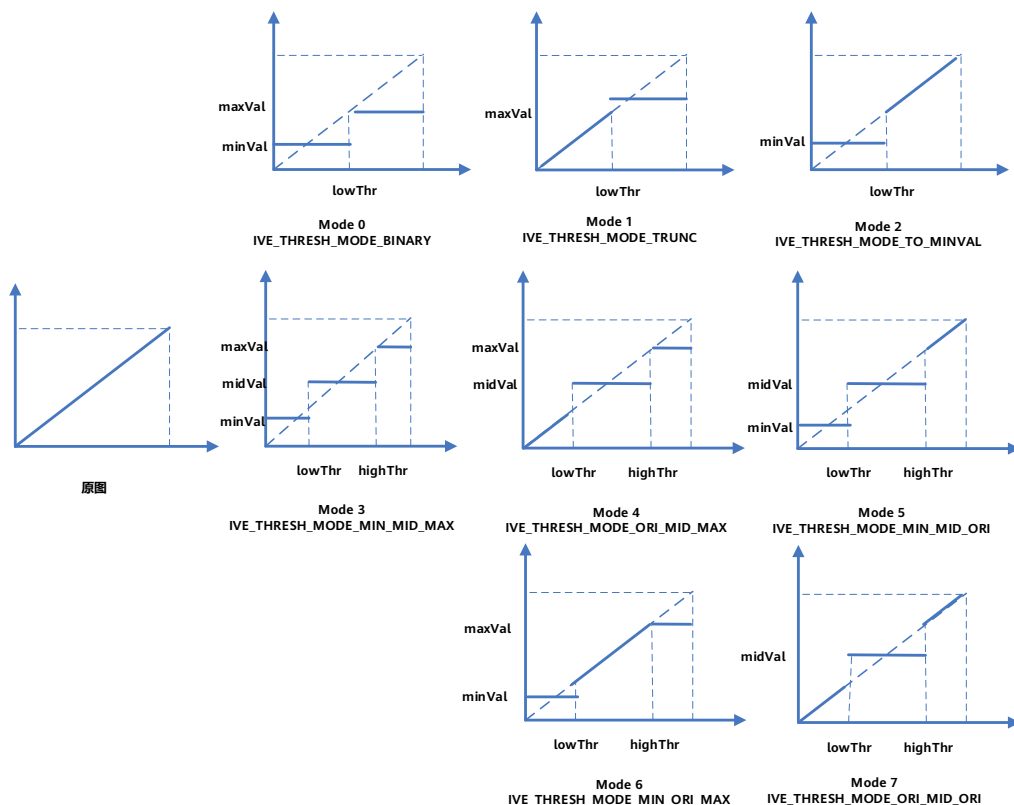 maxVal
minVal
lowThr
Mode 0
IVE_THRESH_MODE_BINARY
maxVal
lowThr
Mode 1
IVE_THRESH_MODE_TRUNC
minVal
lowThr
Mode 2
IVE_THRESH_MODE_TO_MINVAL
原图
maxVal
midVal
minVal
lowThr highThr
Mode 3
IVE_THRESH_MODE_MIN_MID_MAX
maxVal
midVal
lowThr highThr
Mode 4
IVE_THRESH_MODE_ORI_MID_MAX
midVal
minVal
lowThr highThr
Mode 5
IVE_THRESH_MODE_MIN_MID_ORI
maxVal
minVal
lowThr highThr
Mode 6
IVE_THRESH_MODE_MIN_ORI_MAX
midVal
lowThr highThr
Mode 7
IVE_THRESH_MODE_ORI_MID_ORI